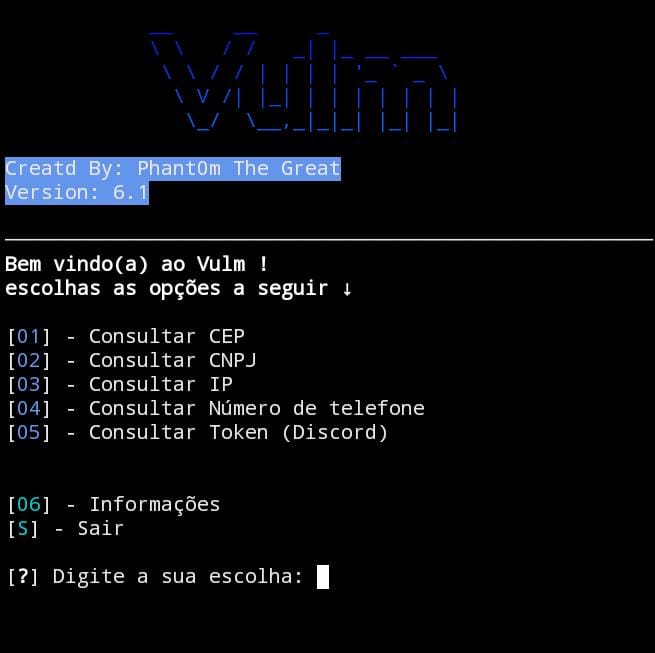 Vulm
Creatd By: Phant0m The Great
Version: 6.1
Bem vindo(a) ao Vulm !
escolhas as opções a seguir ↓
[01] - Consultar CEP
[02] - Consultar CNPJ
[03] - Consultar IP
[04] - Consultar Número de telefone
[05] - Consultar Token (Discord)
[06] - Informações
[S] - Sair
[?] Digite a sua escolha: